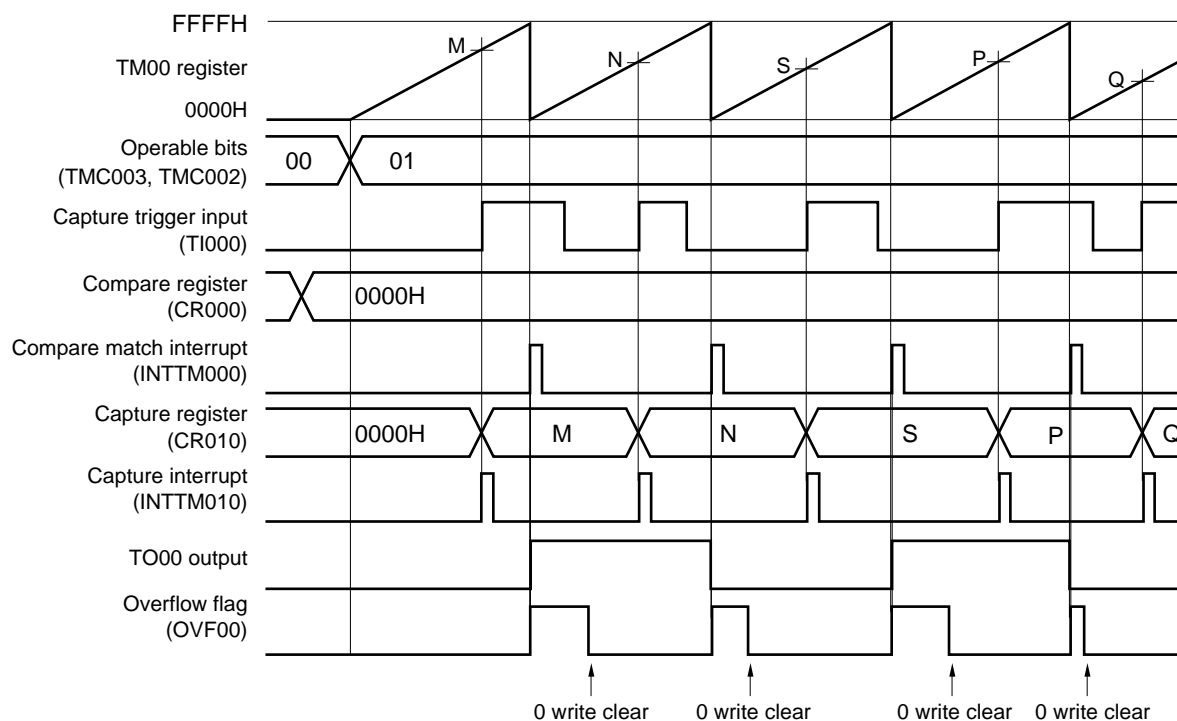 FFFFH
M
N
S
P
Q
TM00 register
0000H
Operable bits
(TMC003, TMC002)
00
01
Capture trigger input
(TI000)
Compare register
(CR000)
0000H
Compare match interrupt
(INTTM000)
Capture register
(CR010)
0000H
M
N
S
P
Q
Capture interrupt
(INTTM010)
TO00 output
Overflow flag
(OVF00)
0 write clear
0 write clear
0 write clear
0 write clear